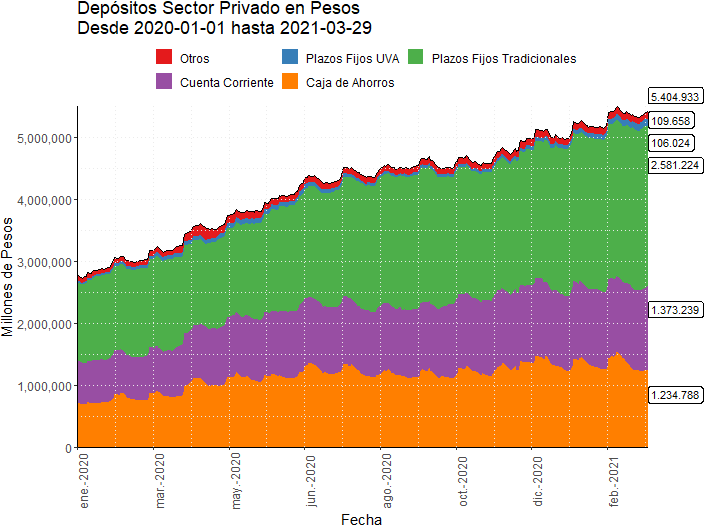 Depósitos Sector Privado en Pesos
Desde 2020-01-01 hasta 2021-03-29
Otros
Plazos Fijos UVA
Plazos Fijos Tradicionales
Cuenta Corriente
Caja de Ahorros
5.404.933
109.658
106.024
2.581.224
1.373.239
1.234.788
5,000,000
4,000,000
3,000,000
2,000,000
1,000,000
0
Millones de Pesos
ene.-2020
mar.-2020
may.-2020
jun.-2020
ago.-2020
oct.-2020
dic.-2020
feb.-2021
Fecha